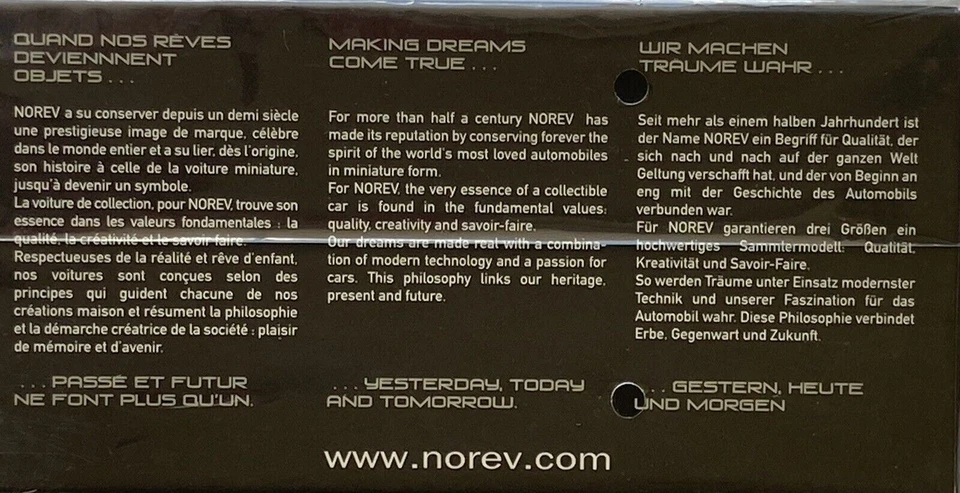 QUAND NOS RÊVES
DEVIENNNENT
OBJETS . . .
NOREV a su conserver depuis un demi siècle
une prestigieuse image de marque, célèbre
dans le monde entier et a su lier, dès l'origine,
son histoire à celle de la voiture miniature,
jusqu'à devenir un symbole.
La voiture de collection, pour NOREV, trouve son
essence dans les valeurs fondamentales : la
qualité, la créativité et le savoir faire.
Respectueuses de la réalité et rêve d'enfant,
nos voitures sont conçues selon des
principes qui guident chacune de nos
créations maison et résument la philosophie
et la démarche créatrice de la société : plaisir
de mémoire et d'avenir.
. . . PASSÉ ET FUTUR
NE FONT PLUS QU'UN.
MAKING DREAMS
COME TRUE . . .
For more than half a century NOREV has
made its reputation by conserving forever the
spirit of the world's most loved automobiles
in miniature form.
For NOREV, the very essence of a collectible
car is found in the fundamental values:
quality, creativity and savoir-faire.
Our dreams are made real with a combina-
tion of modern technology and a passion for
cars. This philosophy links our heritage,
present and future.
. . . YESTERDAY, TODAY
AND TOMORROW.
WIR MACHEN
TRÄUME WAHR . . .
Seit mehr als einem halben Jahrhundert ist
der Name NOREV ein Begriff für Qualität, der
sich nach und nach auf der ganzen Welt
Geltung verschafft hat, und der von Beginn an
eng mit der Geschichte des Automobils
verbunden war.
Für NOREV garantieren drei Größen ein
hochwertiges Sammtermodell: Qualität,
Kreativität und Savoir-Faire.
So werden Träume unter Einsatz modernster
Technik und unserer Faszination für das
Automobil wahr. Diese Philosophie verbindet
Erbe, Gegenwart und Zukunft.
. . GESTERN, HEUTE
UND MORGEN
www.norev.com